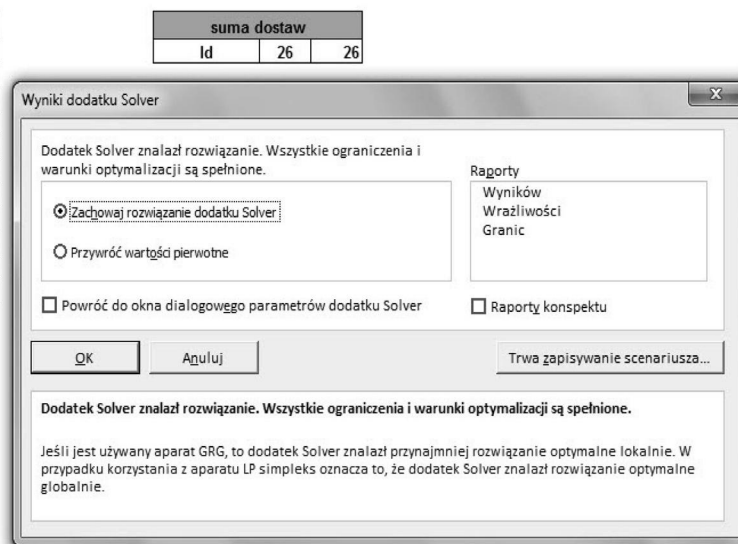 suma dostaw
ld 26 26
Wyniki dodatku Solver
Dodatek Solver znalazł rozwiązanie. Wszystkie ograniczenia i
warunki optymalizacji są spełnione.
Zachowaj rozwiązanie dodatku Solver
Przywróć wartości pierwotne
Raporty
Wyników
Wrażliwości
Granic
Powróć do okna dialogowego parametrów dodatku Solver
Raporty konspektu
OK
Anuluj
Trwa zapisywanie scenariusza...
Dodatek Solver znalazł rozwiązanie. Wszystkie ograniczenia i warunki optymalizacji są spełnione.
Jeśli jest używany aparat GRG, to dodatek Solver znalazł przynajmniej rozwiązanie optymalne lokalnie. W
przypadku korzystania z aparatu LP simpleks oznacza to, że dodatek Solver znalazł rozwiązanie optymalne
globalnie.